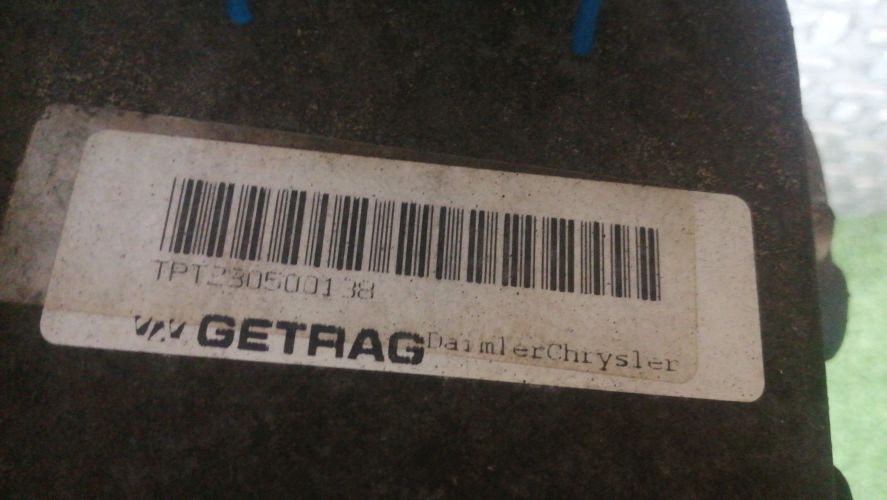 TPT230500138
GETRAG DaimlerChrysler